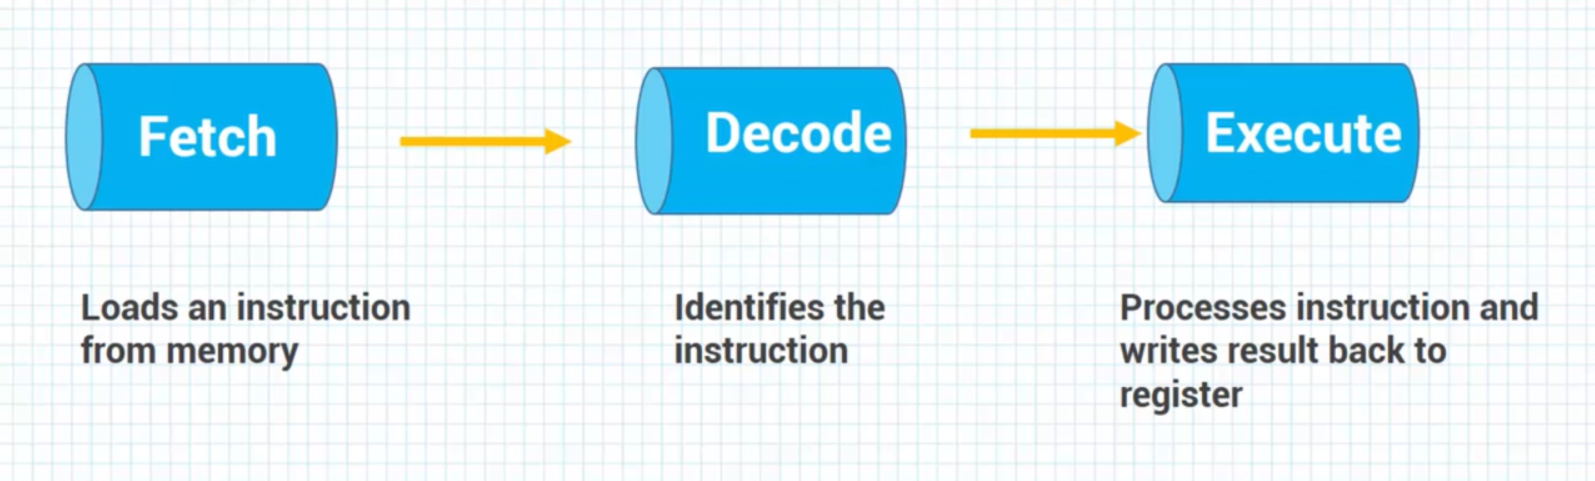 Fetch
Decode
Execute
Loads an instruction
from memory
Identifies the
instruction
Processes instruction and
writes result back to
register